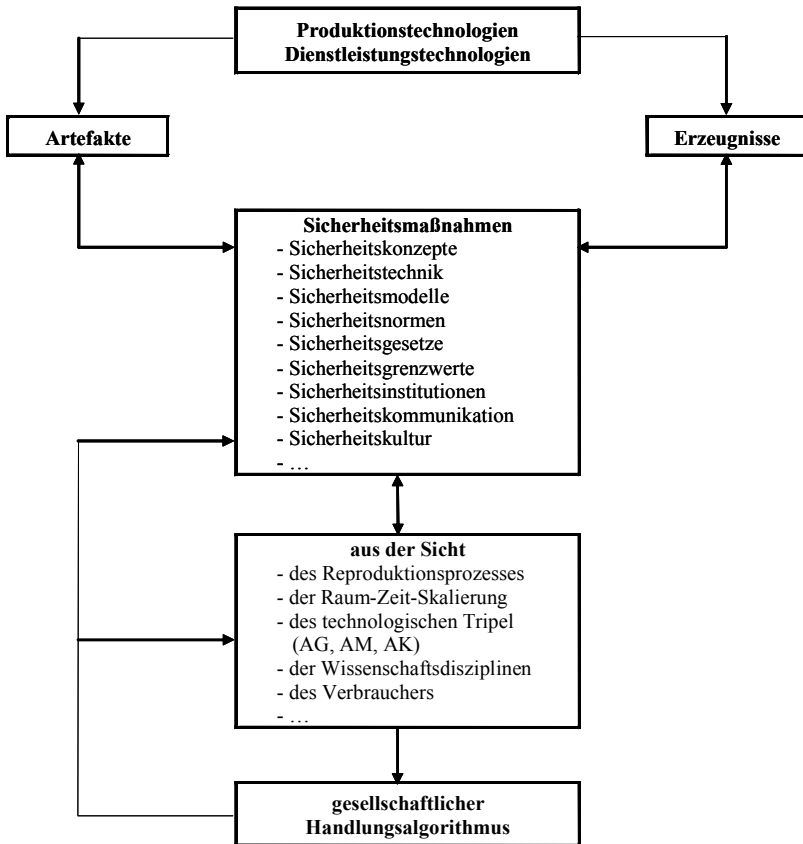 Produktionstechnologien
Dienstleistungstechnologien
Artefakte
Erzeugnisse
Sicherheitsmaßnahmen
- Sicherheitskonzepte
- Sicherheitstechnik
- Sicherheitsmodelle
- Sicherheitsnormen
- Sicherheitsgesetze
- Sicherheitsgrenzwerte
- Sicherheitsinstitutionen
- Sicherheitskommunikation
- Sicherheitskultur
- …
aus der Sicht
- des Reproduktionsprozesses
- der Raum-Zeit-Skalierung
- des technologischen Tripel
(AG, AM, AK)
- der Wissenschaftsdisziplinen
- des Verbrauchers
- …
gesellschaftlicher
Handlungsalgorithmus